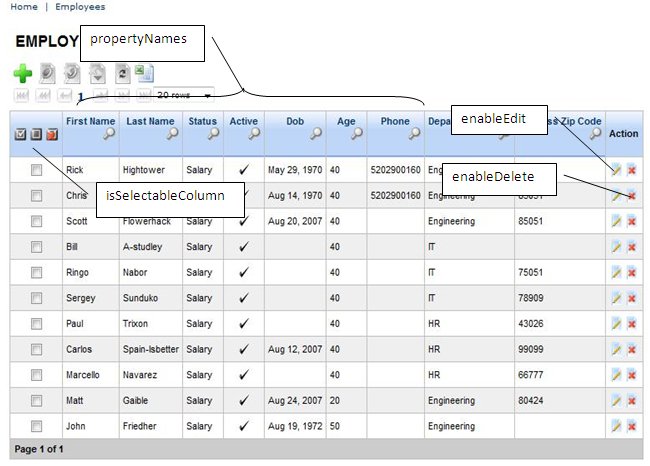 Home | Employees
EMPLOY
propertyNames
1 20 rows
First Name Last Name Status Active Dob Age Phone Depa ss Zip Code Action
enableEdit
Rick Hightower Salary May 29, 1970 40 5202900160 Eng
enableDelete
Chris Salary Aug 14, 1970 40 5202900160 Engineering
isSelectableColumn
Scott Flowerhack Salary Aug 20, 2007 40 Engineering 85051
Bill A-studley Salary 40 IT
Ringo Nabor Salary 40 IT 75051
Sergey Sunduko Salary 40 IT 78909
Paul Trixon Salary 40 HR 43026
Carlos Spain-Isbetter Salary Aug 12, 2007 40 HR 99099
Marcello Navarez Salary 40 HR 66777
Matt Gaible Salary Aug 24, 2007 20 Engineering 80424
John Friedher Salary Aug 19, 1972 50 Engineering
Page 1 of 1